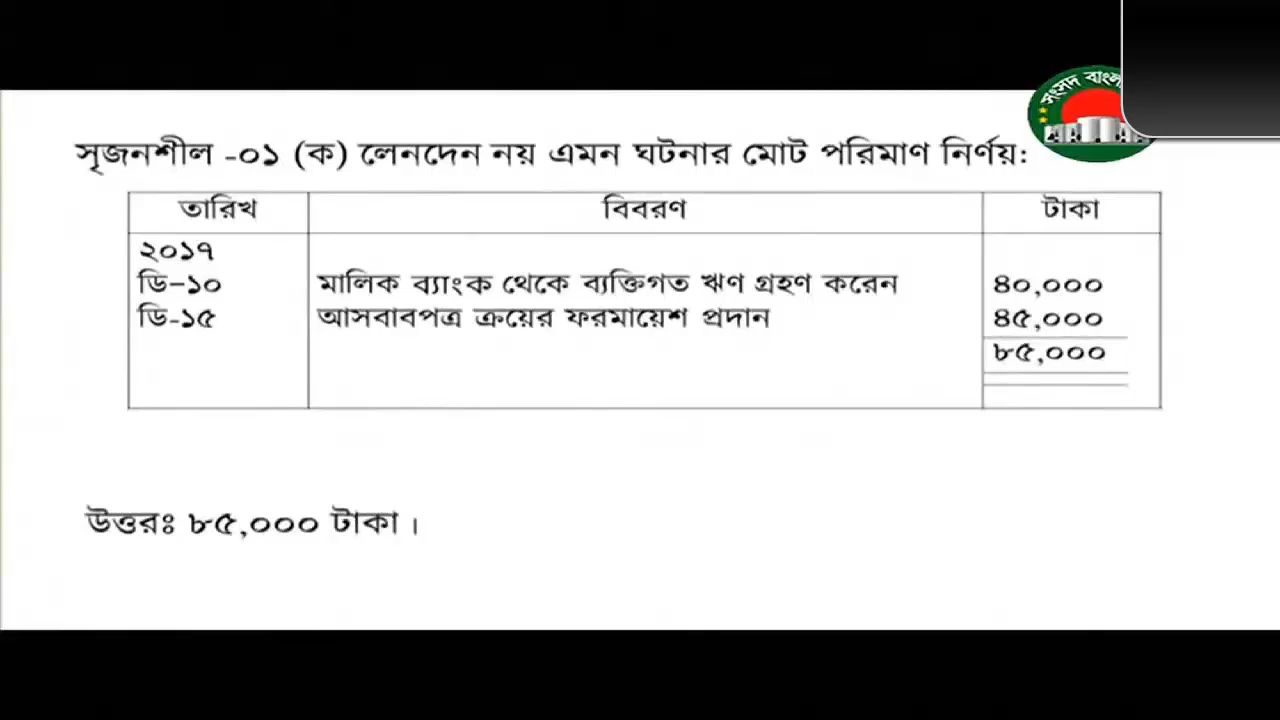 সংসদ বাংলা
সৃজনশীল -০১ (ক) লেনদেন নয় এমন ঘটনার মোট পরিমাণ নির্ণয়:
তারিখ বিবরণ টাকা
২০১৭
ডি–১০ মালিক ব্যাংক থেকে ব্যক্তিগত ঋণ গ্রহণ করেন ৪০,০০০
ডি-১৫ আসবাবপত্র ক্রয়ের ফরমায়েশ প্রদান ৪৫,০০০
৮৫,০০০
উত্তরঃ ৮৫,০০০ টাকা।